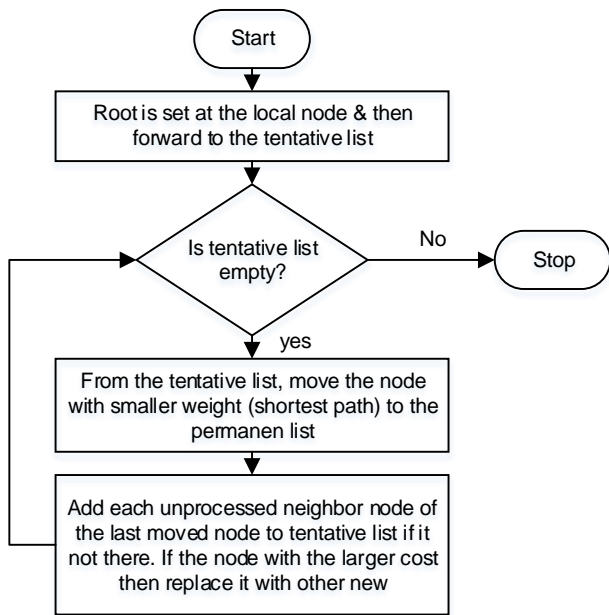 Start
Root is set at the local node & then
forward to the tentative list
Is tentative list
empty?
No
Stop
yes
From the tentative list, move the node
with smaller weight (shortest path) to the
permanen list
Add each unprocessed neighbor node of
the last moved node to tentative list if it
not there. If the node with the larger cost
then replace it with other new